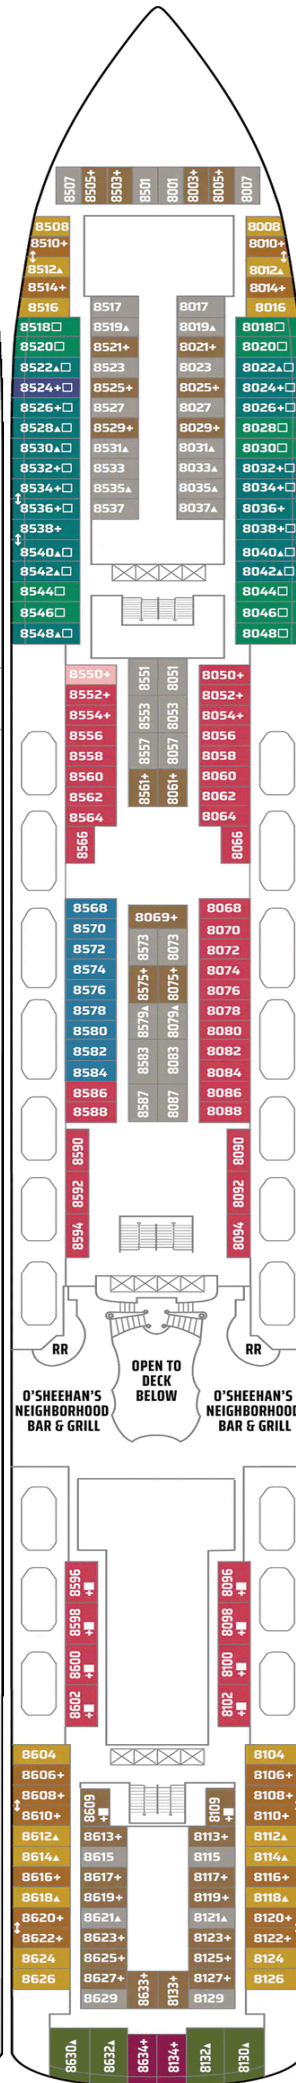 8507 8505+ 8503+ 8501 8001 8003+ 8005+ 8007
8508 8008
8510+ 8010+
↕ ↕
8512▲ 8012▲
8514+ 8014+
8516 8517 8017 8016
8518□ 8519▲ 8019▲ 8018□
8520□ 8521+ 8021+ 8020□
8522▲□ 8523 8023 8022▲□
8524+□ 8525+ 8025+ 8024+□
8526+□ 8527 8027 8026+□
8528▲□ 8529+ 8029+ 8028□
8530▲□ 8531▲ 8031▲ 8030□
8532+□ 8533 8033▲ 8032+□
8534+□ 8535▲ 8035▲ 8034+□
↕ 8536+□ 8537 8037▲ 8036+
↕ 8538+ 8038+□
8540▲□ 8040▲□
8542▲□ 8042▲□
8544□ 8044□
8546□ 8046□
8548▲□ 8048□
8550+ 8551 8051 8050+
8552+ 8052+
8554+ 8553 8053 8054+
8556 8056
8558 8557 8057 8058
8560 8561+ 8061+ 8060
8562 8062
8564 8064
8566 8066
8568 8069+ 8068
8570 8070
8572 8573 8073 8072
8574 8575+ 8075+ 8074
8576 8076
8578 8579▲ 8079▲ 8078
8580 8080
8582 8583 8083 8082
8584 8084
8586 8587 8087 8086
8588 8088
8590 8090
8592 8092
8594 8094
RR RR
OPEN TO
DECK
BELOW
O'SHEEHAN'S
NEIGHBORHOOD
BAR & GRILL
O'SHEEHAN'S
NEIGHBORHOOD
BAR & GRILL
8596 +■ 8096 +■
8598 +■ 8098 +■
8600 +■ 8100 +■
8602 +■ 8102 +■
8604 8104
8606+ 8106+
↕ 8608+ 8609 +■ 8109 +■ 8108+ ↕
8610+ 8110+
8612▲ 8613+ 8113+ 8112▲
8614▲ 8615 8115 8114▲
8616+ 8617+ 8117+ 8116+
8618▲ 8619+ 8119+ 8118▲
↕ 8620+ 8621▲ 8121▲ 8120+ ↕
8622+ 8623+ 8123+ 8122+
8624 8625+ 8125+ 8124
8626 8627+ 8633+ 8133+ 8127+ 8126
8629 8129
8630▲ 8632▲ 8634+ 8134+ 8132▲ 8130▲